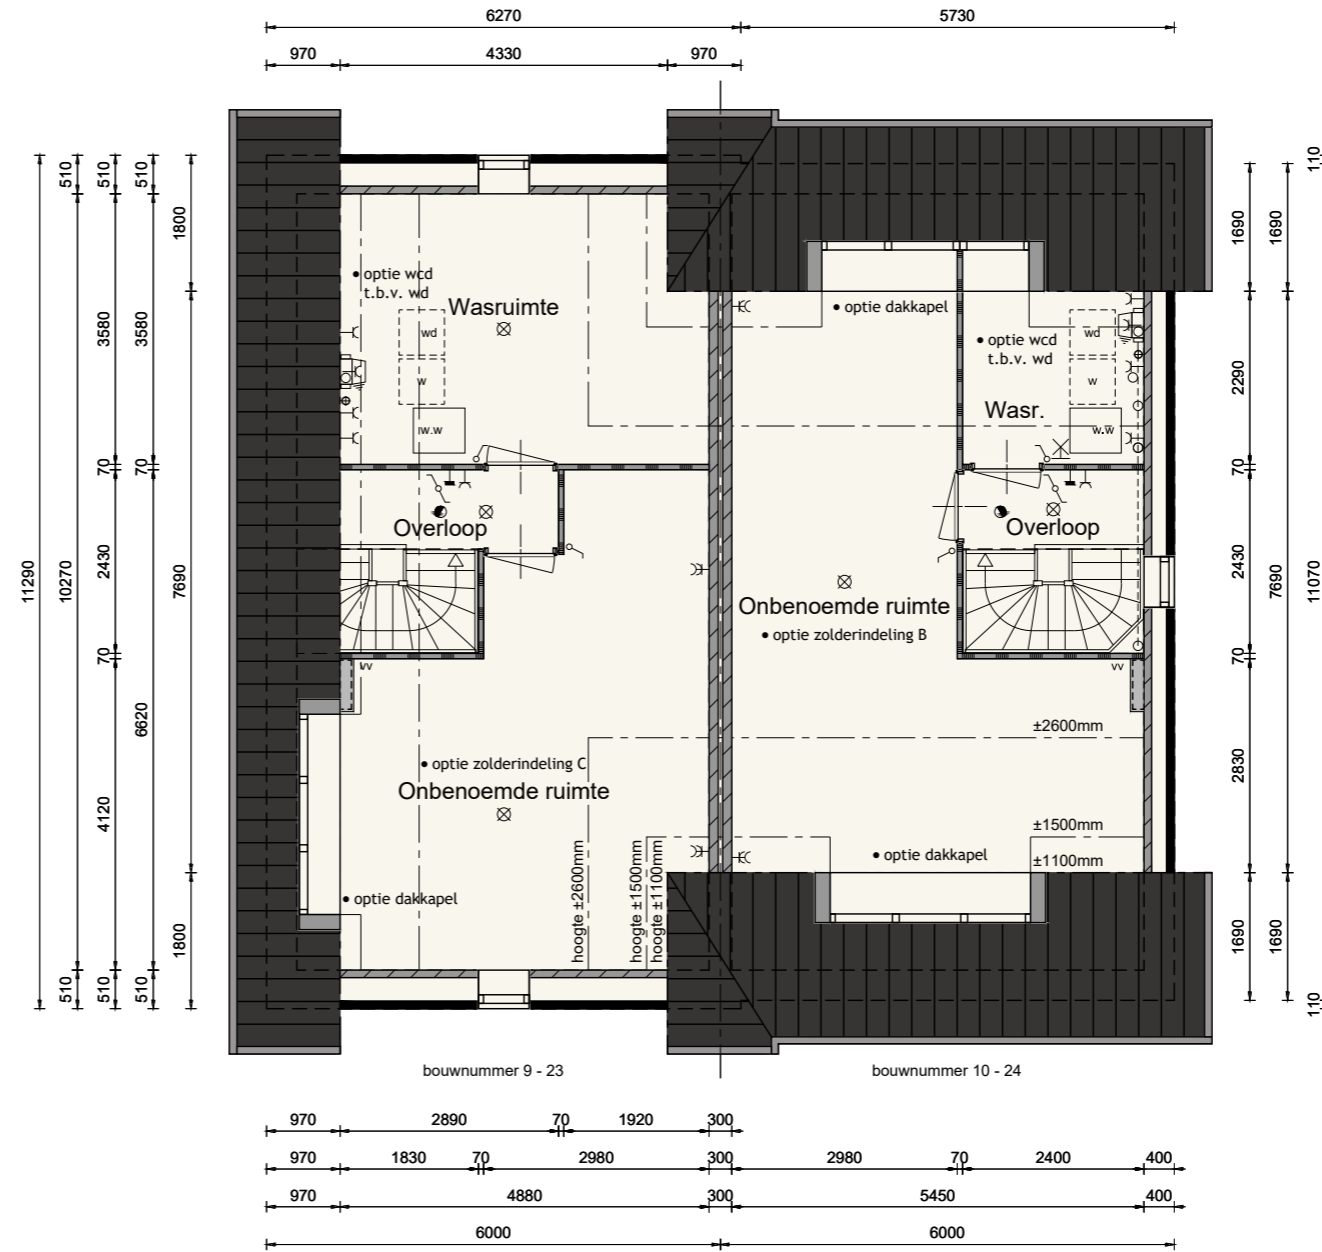 6270
5730
970
4330
970
510
510
510
1800
110
1690
1690
optie wcd
t.b.v. wd
Wasruimte
optie dakkapel
optie wcd
t.b.v. wd
wd
w
w.w
wd
w
w.w
Wasr.
3580
3580
2290
70
70
70
Overloop
Overloop
11290
10270
2430
7690
2430
7690
11070
Onbenoemde ruimte
optie zolderindeling B
70
70
vv
vv
6620
4120
2830
±2600mm
optie zolderindeling C
Onbenoemde ruimte
±1500mm
±1100mm
optie dakkapel
optie dakkapel
hoogte ±2600mm
hoogte ±1500mm
hoogte ±1100mm
1800
1690
1690
510
510
510
110
bouwnummer 9 - 23
bouwnummer 10 - 24
970
2890
70
1920
300
970
1830
70
2980
300
2980
70
2400
400
970
4880
300
5450
400
6000
6000